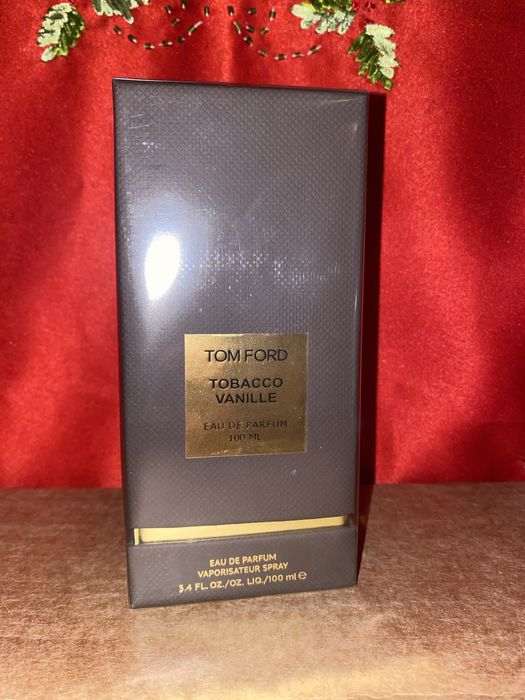 TOM FORD
TOBACCO
VANILLE
EAU DE PARFUM
100 ML
EAU DE PARFUM
VAPORISATEUR SPRAY
3.4 FL. OZ./OZ. LIQ./100 ml ℮